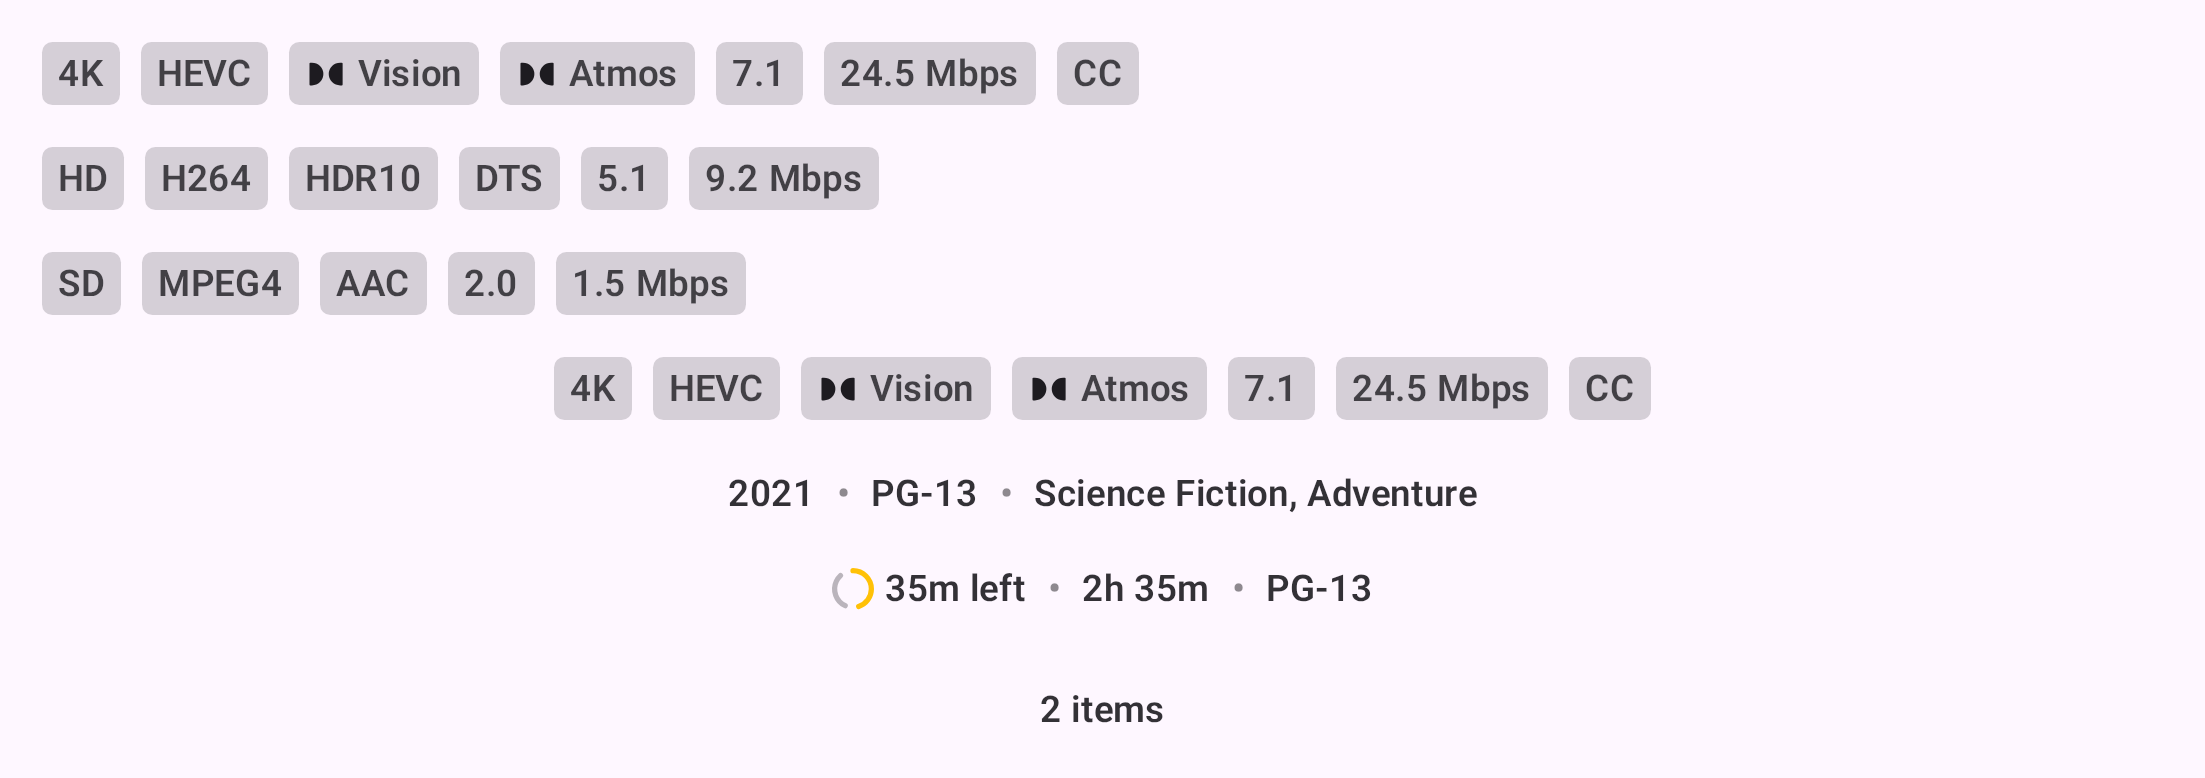 4K HEVC Vision Atmos 7.1 24.5 Mbps CC
HD H264 HDR10 DTS 5.1 9.2 Mbps
SD MPEG4 AAC 2.0 1.5 Mbps
4K HEVC Vision Atmos 7.1 24.5 Mbps CC
2021 • PG-13 • Science Fiction, Adventure
35m left • 2h 35m • PG-13
2 items